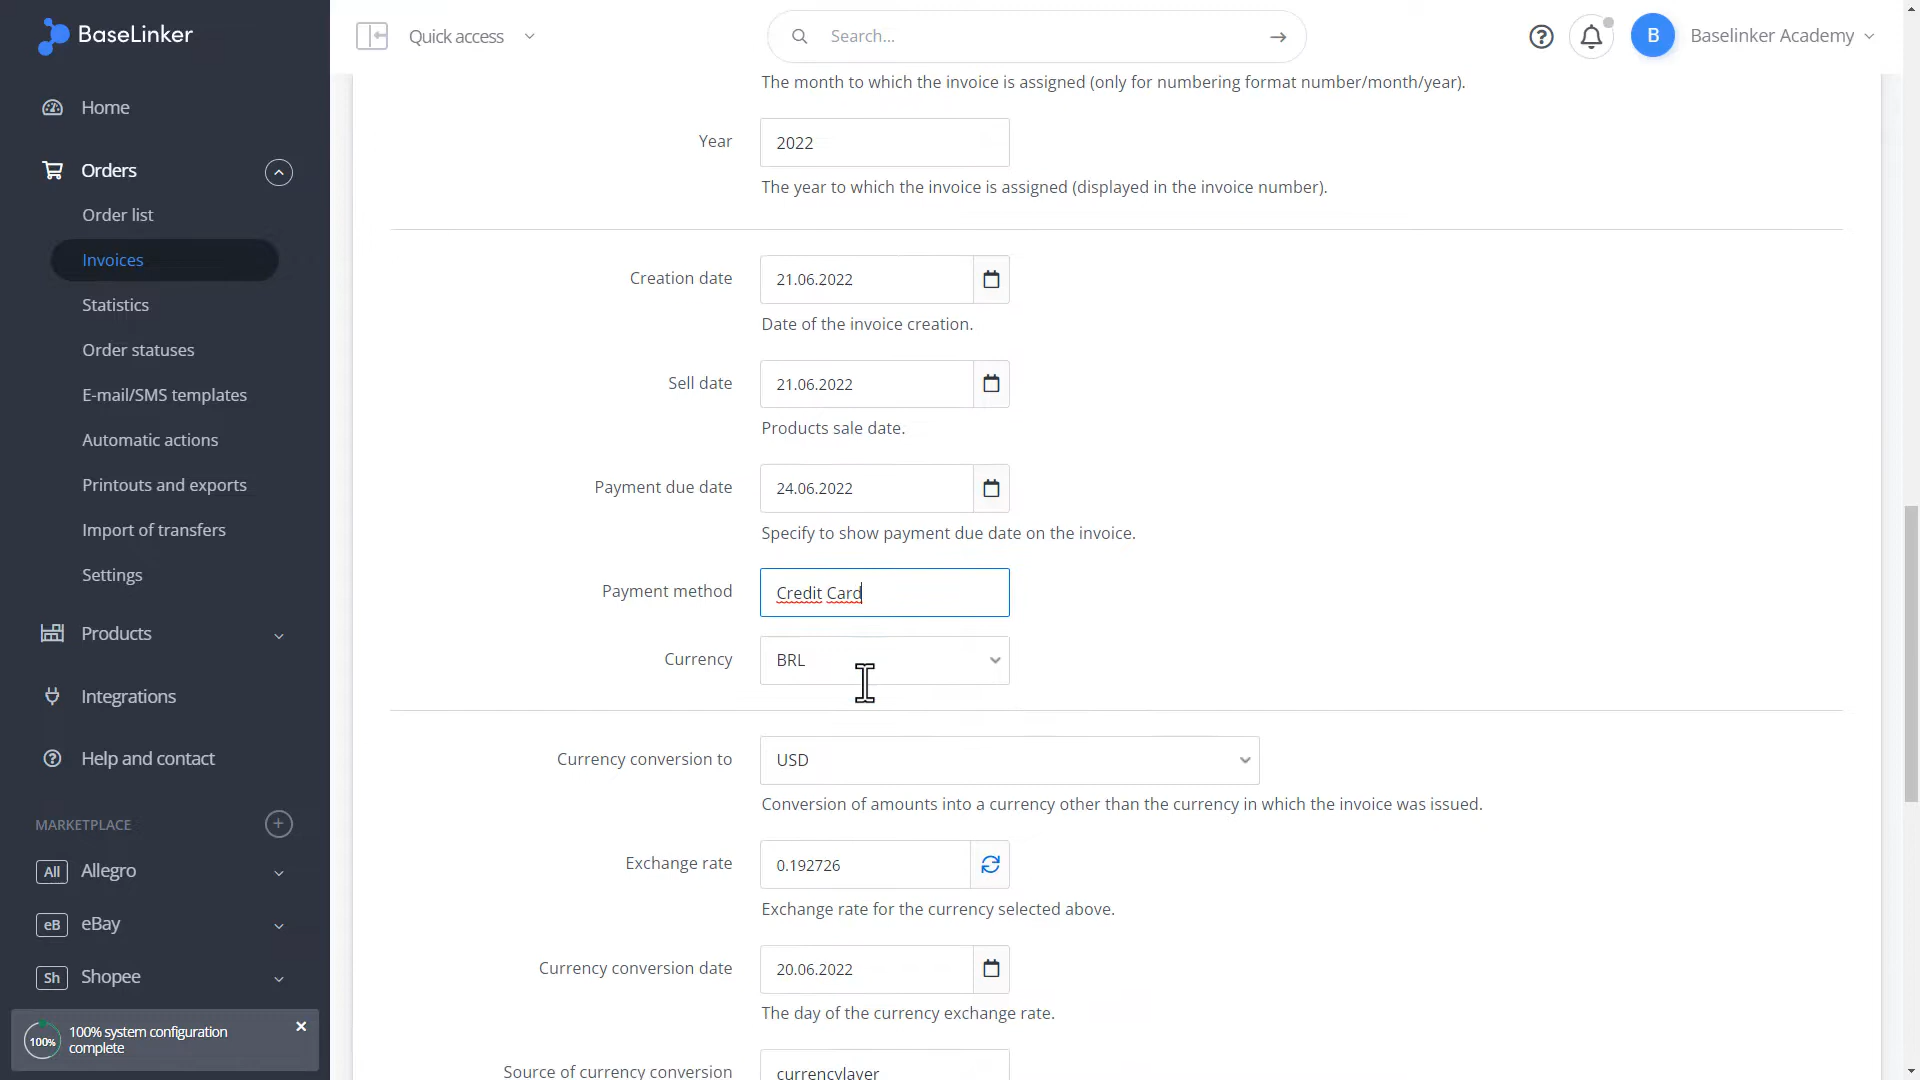 BaseLinker
Quick access
Search...
B
Baselinker Academy
Home
Orders
Order list
Invoices
Statistics
Order statuses
E-mail/SMS templates
Automatic actions
Printouts and exports
Import of transfers
Settings
Products
Integrations
Help and contact
MARKETPLACE
All Allegro
eB eBay
Sh Shopee
100%
100% system configuration
complete
The month to which the invoice is assigned (only for numbering format number/month/year).
Year 2022
The year to which the invoice is assigned (displayed in the invoice number).
Creation date 21.06.2022
Date of the invoice creation.
Sell date 21.06.2022
Products sale date.
Payment due date 24.06.2022
Specify to show payment due date on the invoice.
Payment method Credit Card
Currency BRL
Currency conversion to USD
Conversion of amounts into a currency other than the currency in which the invoice was issued.
Exchange rate 0.192726
Exchange rate for the currency selected above.
Currency conversion date 20.06.2022
The day of the currency exchange rate.
Source of currency conversion currencylayer